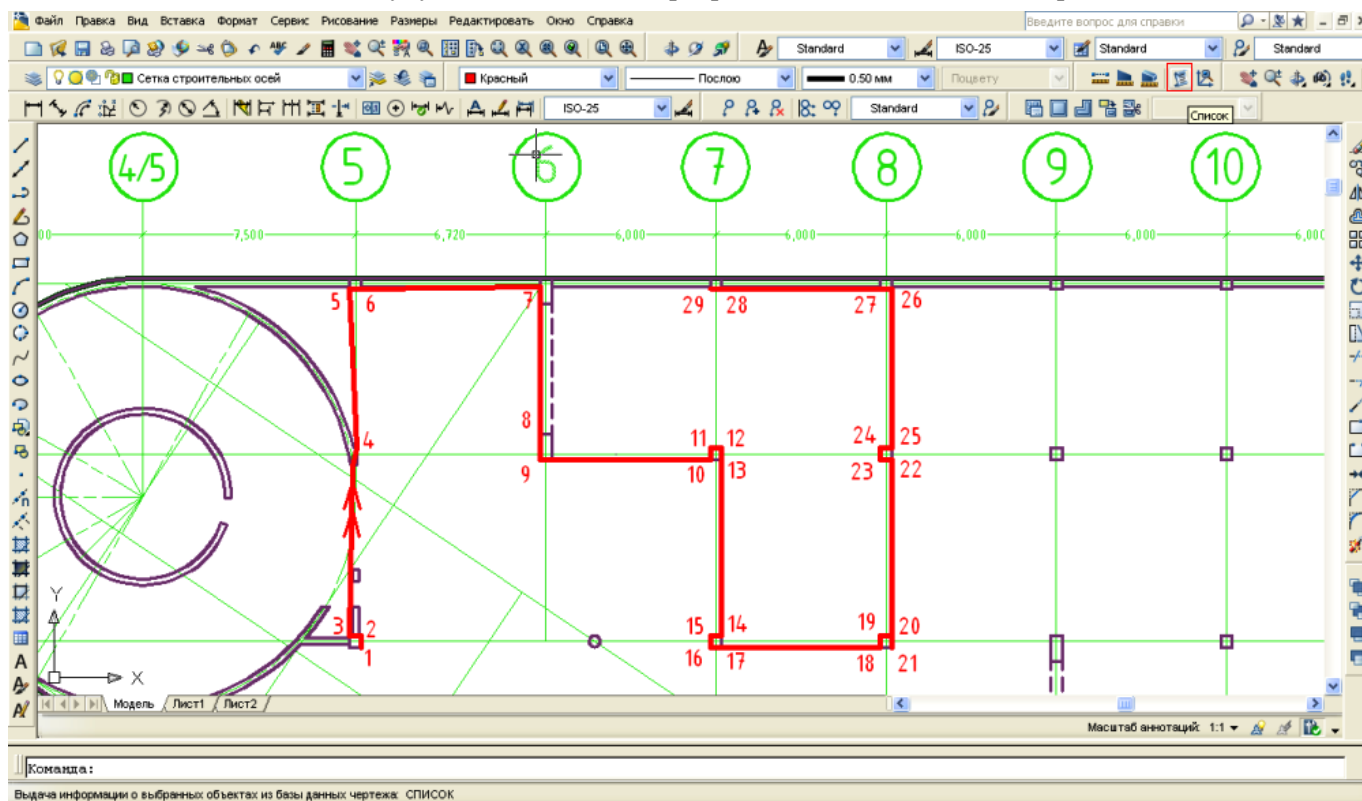 Файл Правка Вид Вставка Формат Сервис Рисование Размеры Редактировать Окно Справка Введите вопрос для справки
Standard ISO-25 Standard Standard
Сетка строительных осей Красный Послою 0.50 мм Поцвету
ISO-25 Standard Список
4/5 5 6 7 8 9 10
00 7,500 6,720 6,000 6,000 6,000 6,000 6,000
5 6 7 29 28 27 26
8 4 11 12 24 25
9 10 13 23 22
3 2 15 14 19 20
1 16 17 18 21
Y
X
Модель Лист1 Лист2
Масштаб аннотаций: 1:1
Команда:
Выдача информации о выбранных объектах из базы данных чертежа: СПИСОК